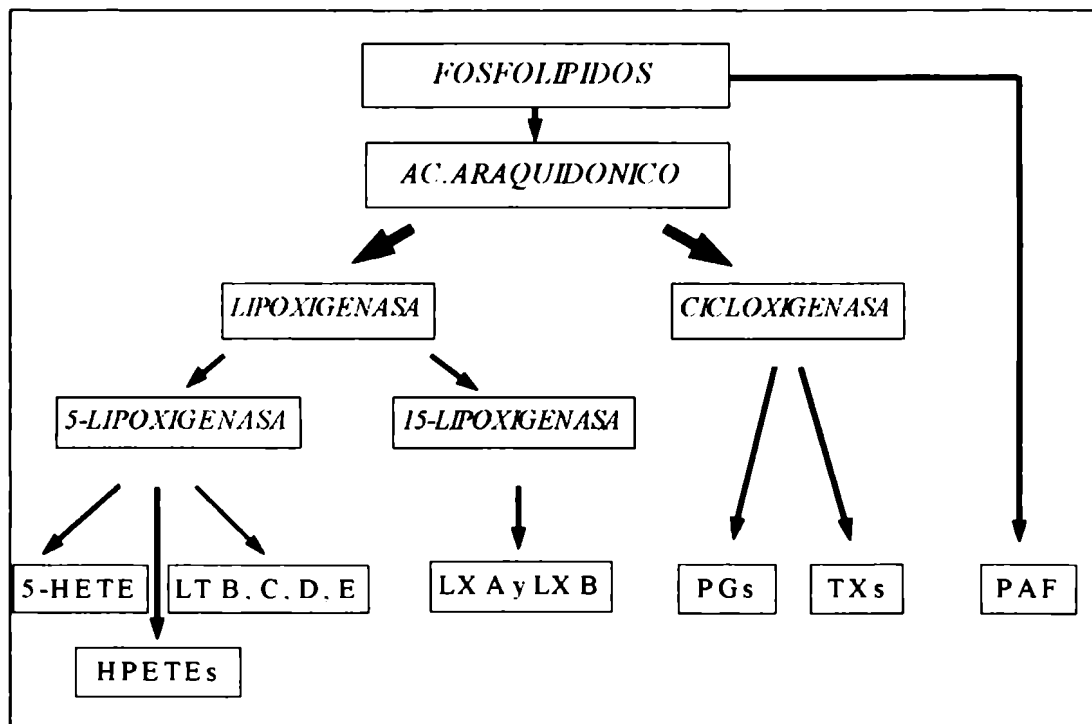 FOSFOLIPIDOS
AC.ARAQUIDONICO
LIPOXIGENASA
CICLOXIGENASA
5-LIPOXIGENASA
15-LIPOXIGENASA
5-HETE
LT B, C, D, E
LX A y LX B
PGs
TXs
PAF
HPETEs